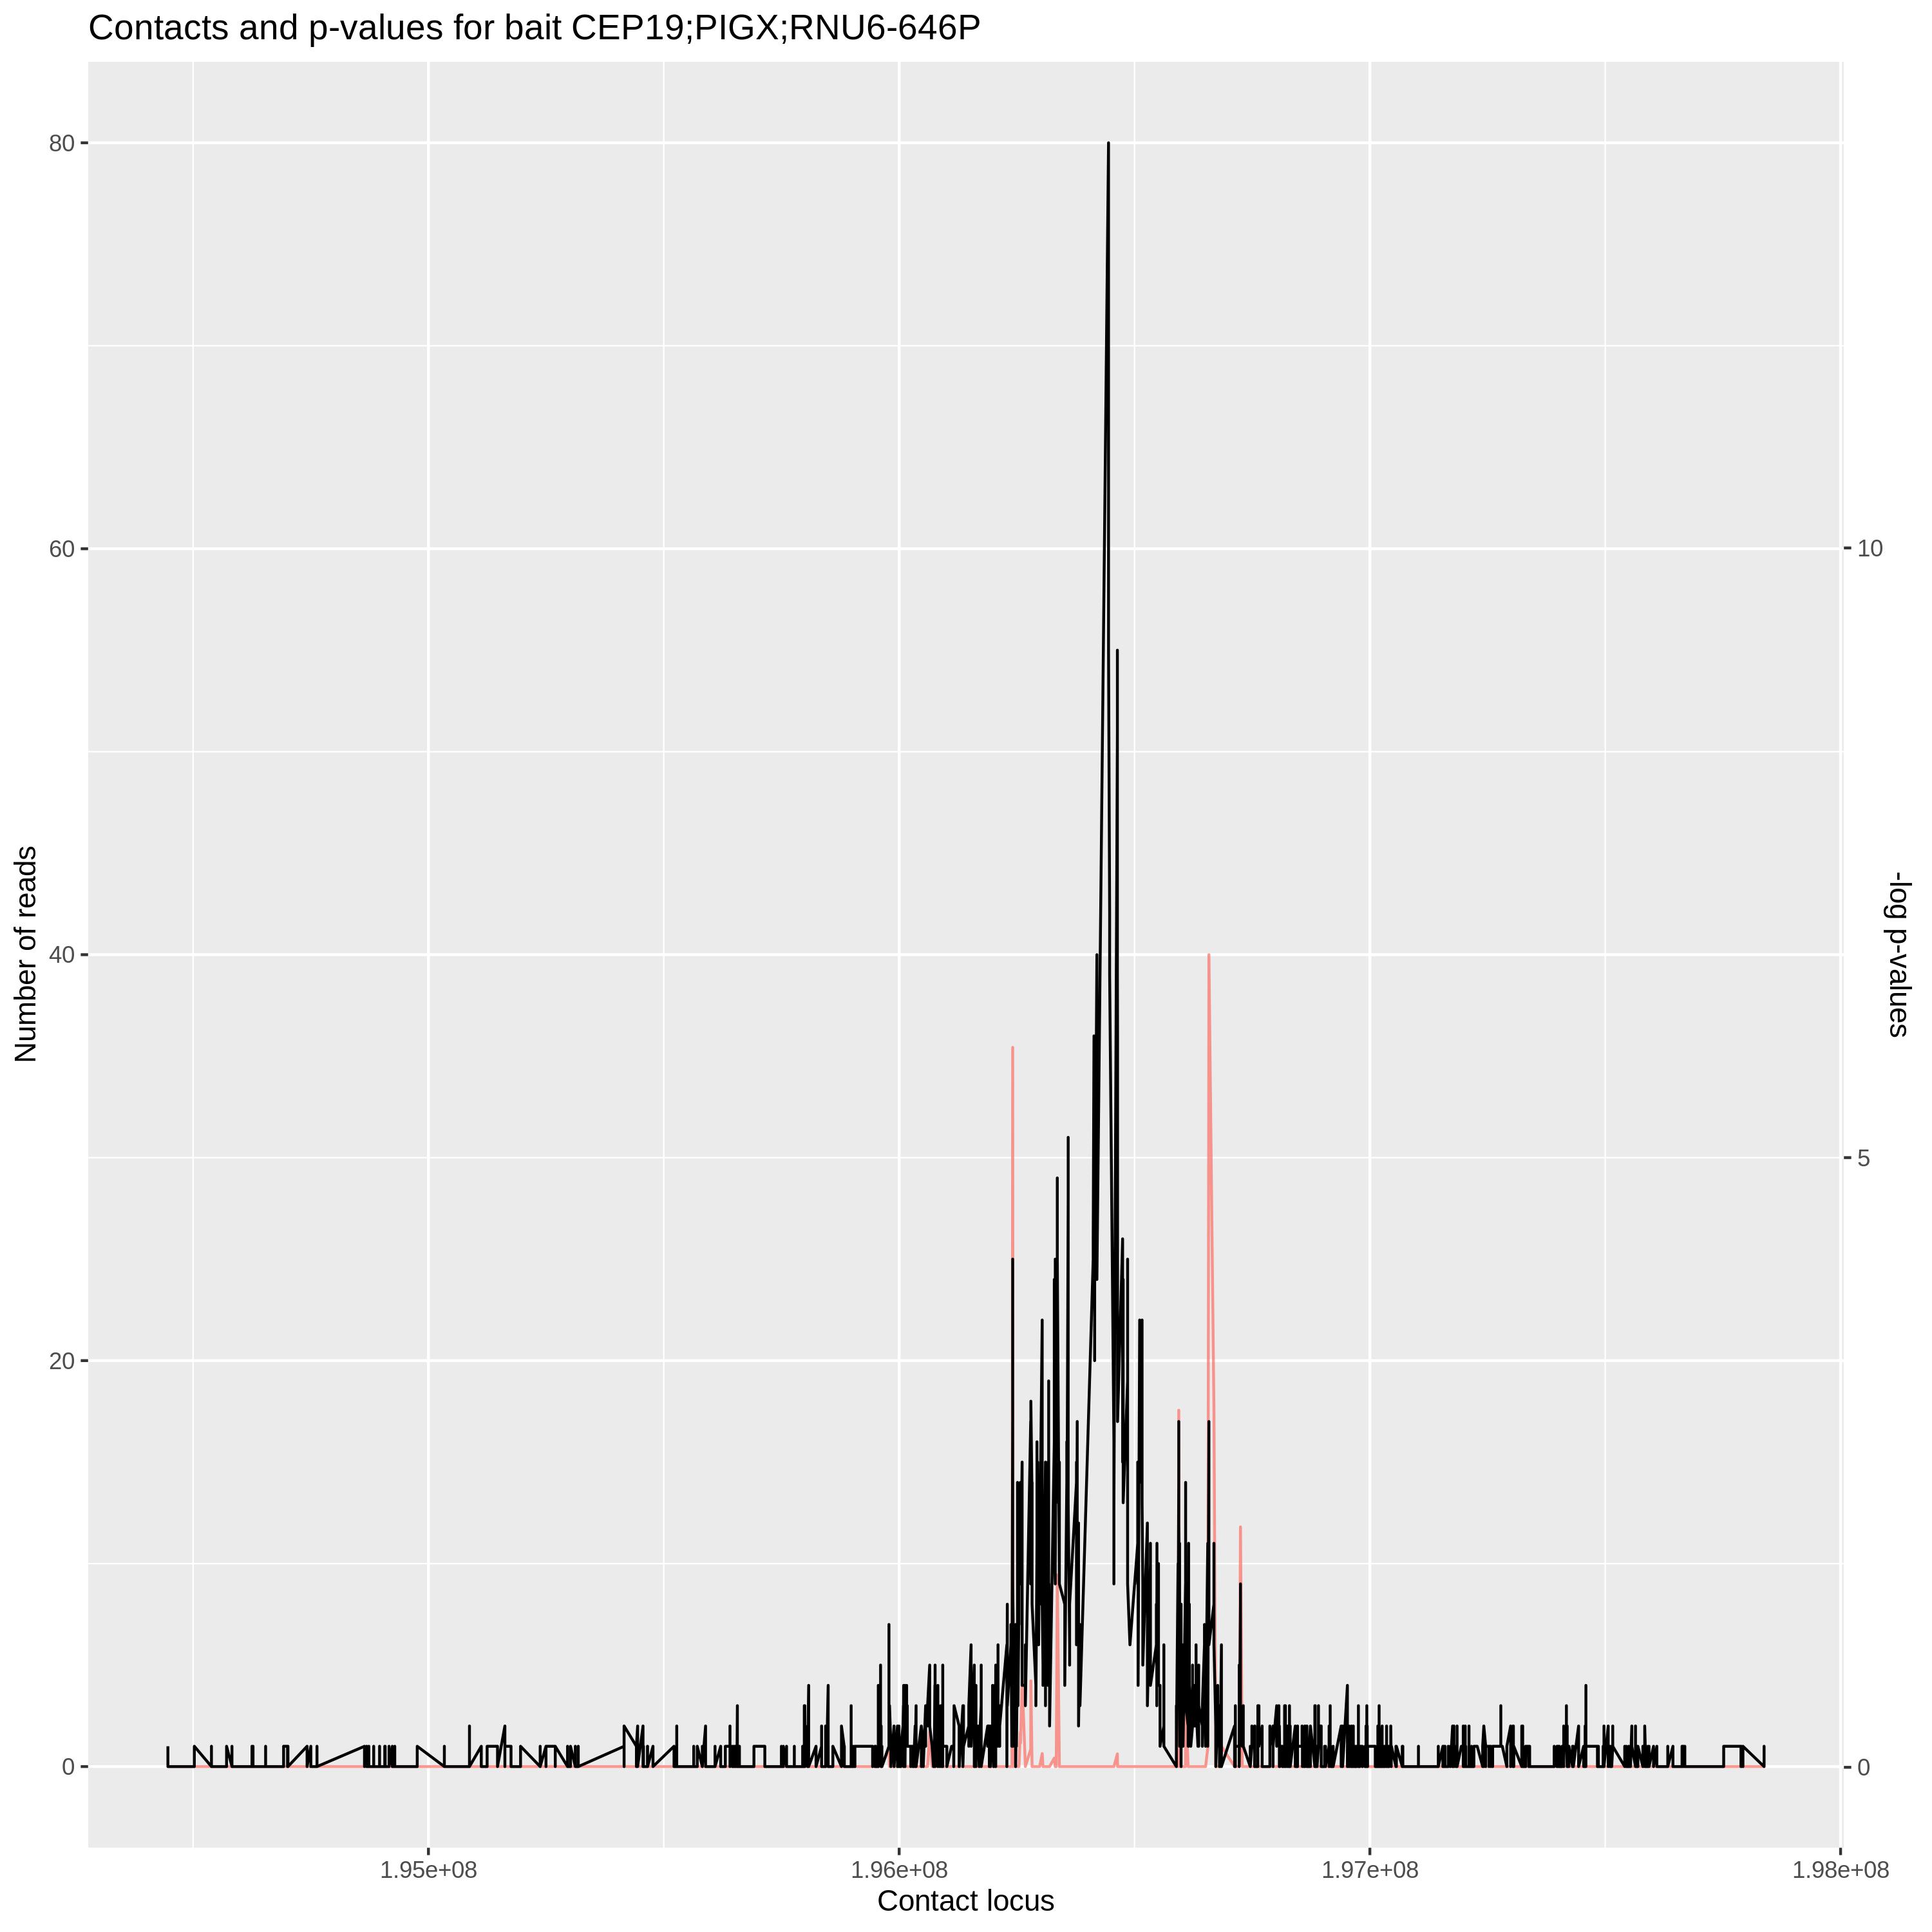 Contacts and p-values for bait CEP19;PIGX;RNU6-646P
80
60
40
20
0
Number of reads
10
5
0
-log p-values
1.95e+08
1.96e+08
1.97e+08
1.98e+08
Contact locus